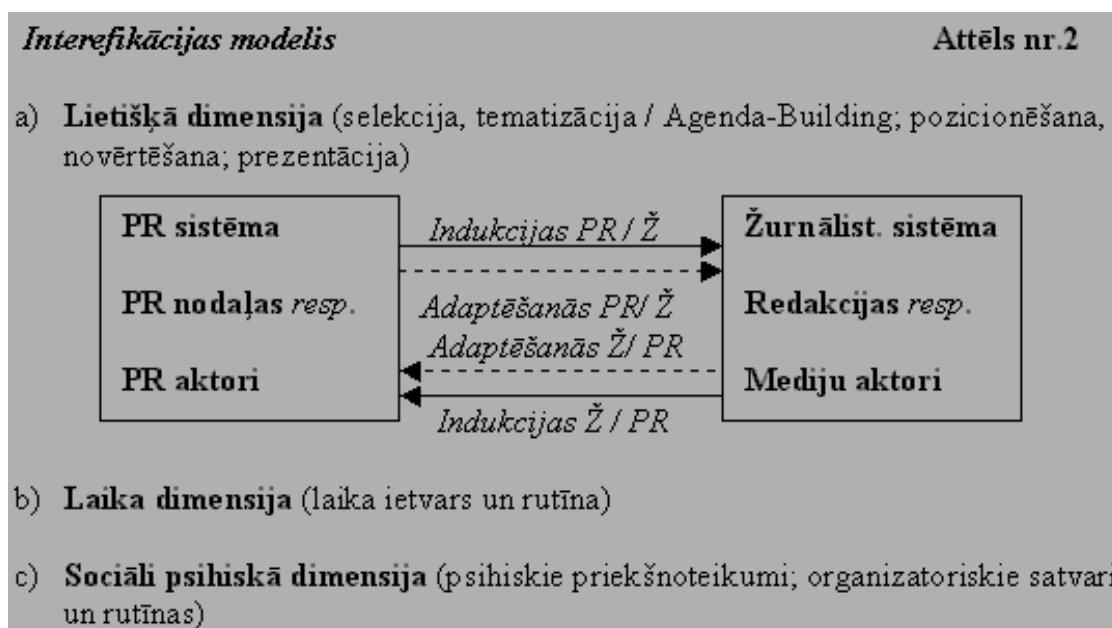 Interefikācijas modelis Attēls nr.2
a) Lietišķā dimensija (selekcija, tematizācija / Agenda-Building; pozicionēšana,
novērtēšana; prezentācija)
PR sistēma
PR nodaļas resp.
PR aktori
Indukcijas PR / Ž
Adaptēšanās PR/ Ž
Adaptēšanās Ž/ PR
Indukcijas Ž / PR
Žurnālist. sistēma
Redakcijas resp.
Mediju aktori
b) Laika dimensija (laika ietvars un rutīna)
c) Sociāli psihiskā dimensija (psihiskie priekšnoteikumi; organizatoriskie satvari
un rutīnas)